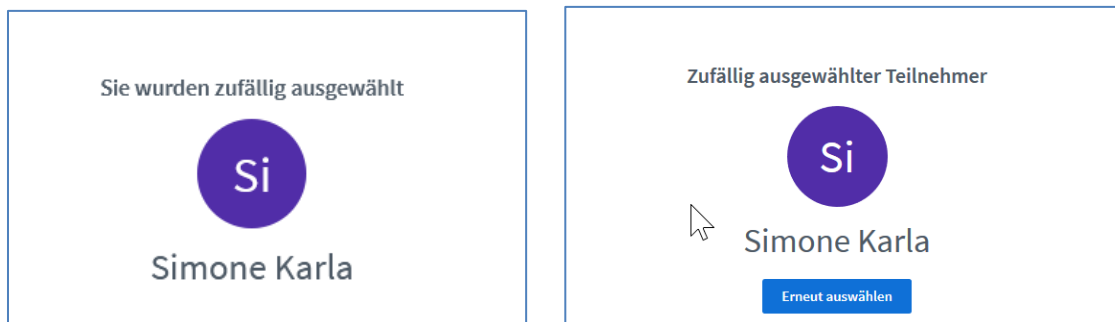 Sie wurden zufällig ausgewählt
Si
Simone Karla
Zufällig ausgewählter Teilnehmer
Si
Simone Karla
Erneut auswählen